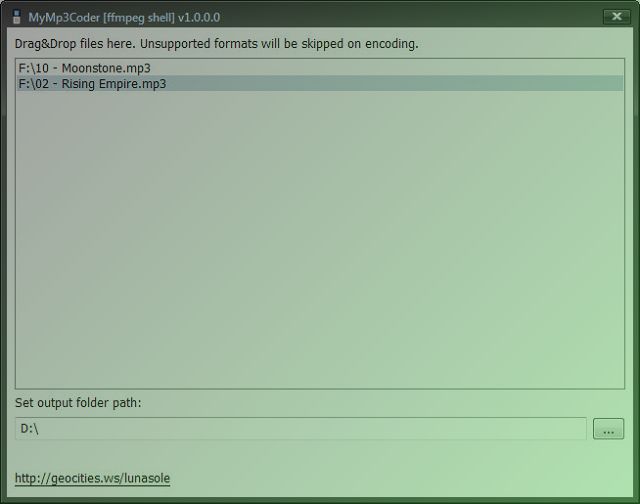 MyMp3Coder [ffmpeg shell] v1.0.0.0
Drag&Drop files here. Unsupported formats will be skipped on encoding.
F:\10 - Moonstone.mp3
F:\02 - Rising Empire.mp3
Set output folder path:
D:\
...
http://geocities.ws/lunasole